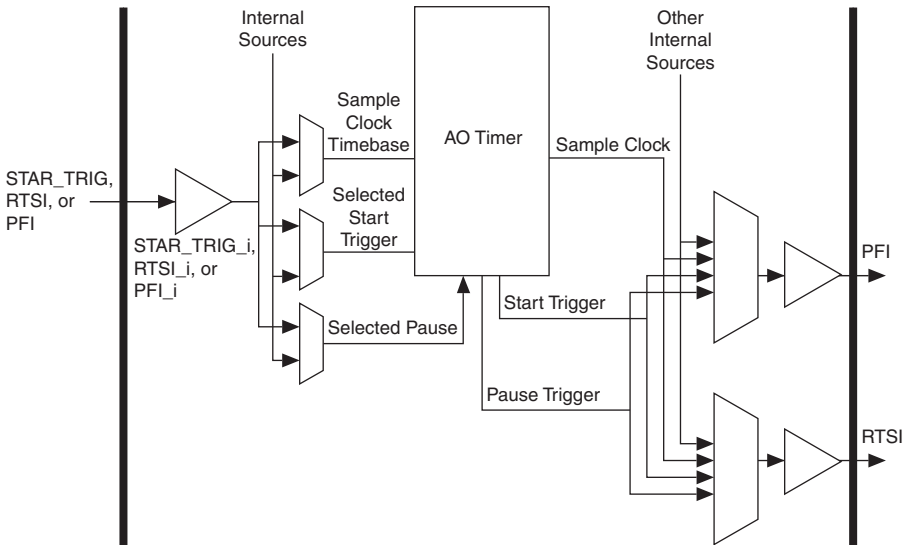 Internal
Sources
Other
Internal
Sources
Sample
Clock
Timebase
AO Timer
Sample Clock
STAR_TRIG,
RTSI, or
PFI
Selected
Start
Trigger
STAR_TRIG_i,
RTSI_i, or
PFI_i
PFI
Start Trigger
Selected Pause
Pause Trigger
RTSI